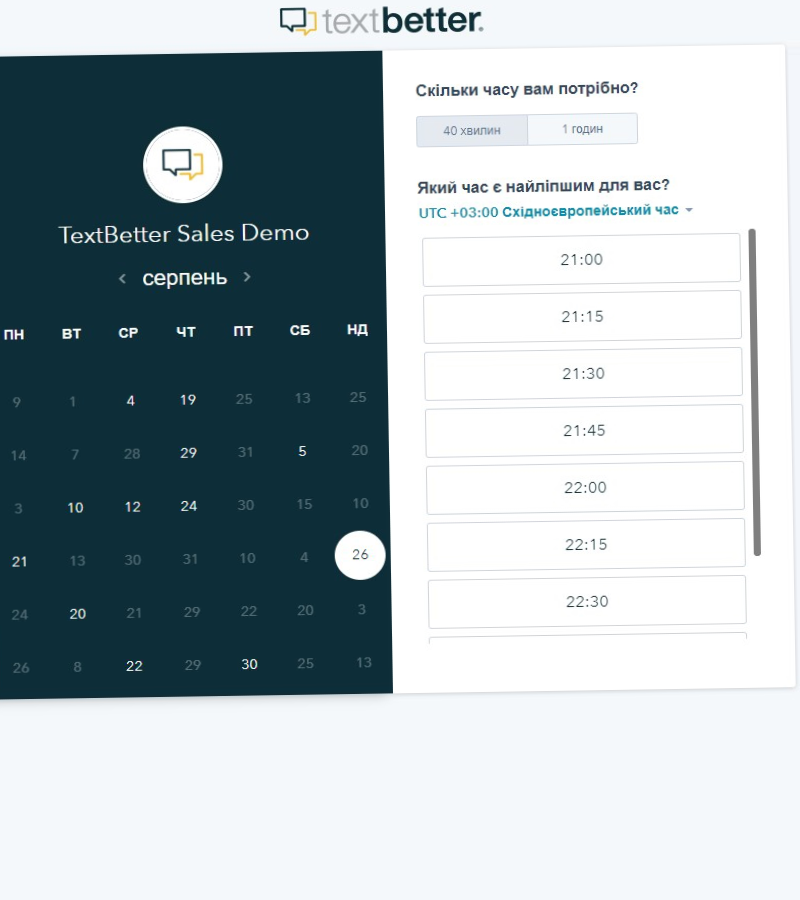 textbetter.
TextBetter Sales Demo
серпень
ПН ВТ СР ЧТ ПТ СБ НД
9 1 4 19 25 13 25
14 7 28 29 31 5 20
3 10 12 24 30 15 10
21 13 30 31 10 4 26
24 20 21 29 22 20 3
26 8 22 29 30 25 13
Скільки часу вам потрібно?
40 хвилин 1 годин
Який час є найліпшим для вас?
UTC +03:00 Східноєвропейський час
21:00
21:15
21:30
21:45
22:00
22:15
22:30